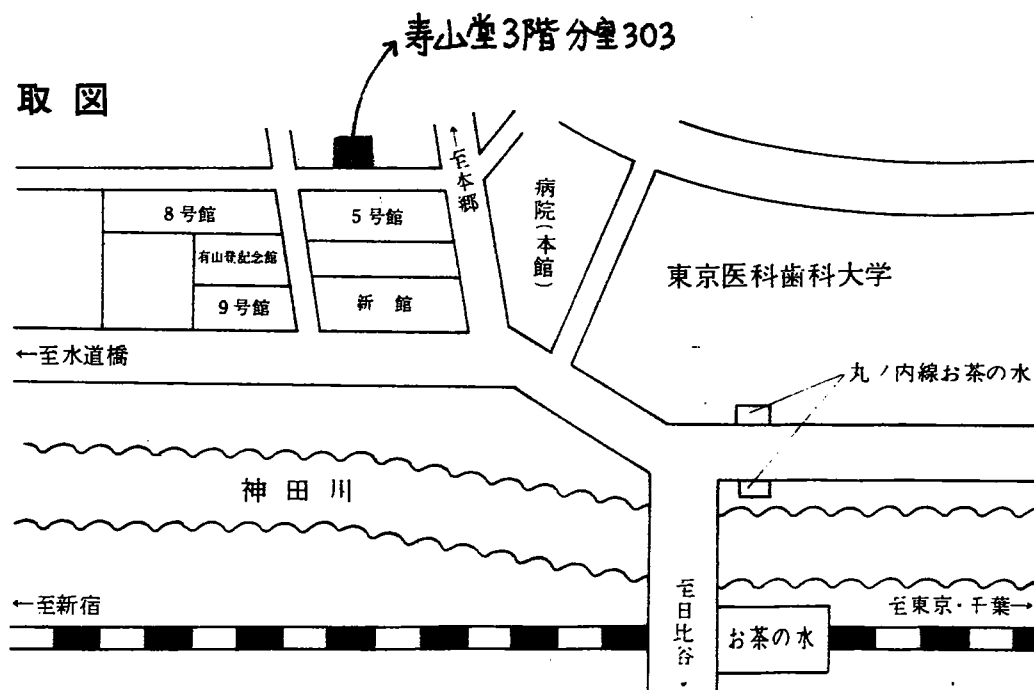 寿山堂3階分室303
取図
←至本郷
病院(本館)
8号館
5号館
有山登記念館
9号館
新館
東京医科歯科大学
←至水道橋
丸ノ内線お茶の水
神田川
←至新宿
至日比谷
お茶の水
至東京・千葉→